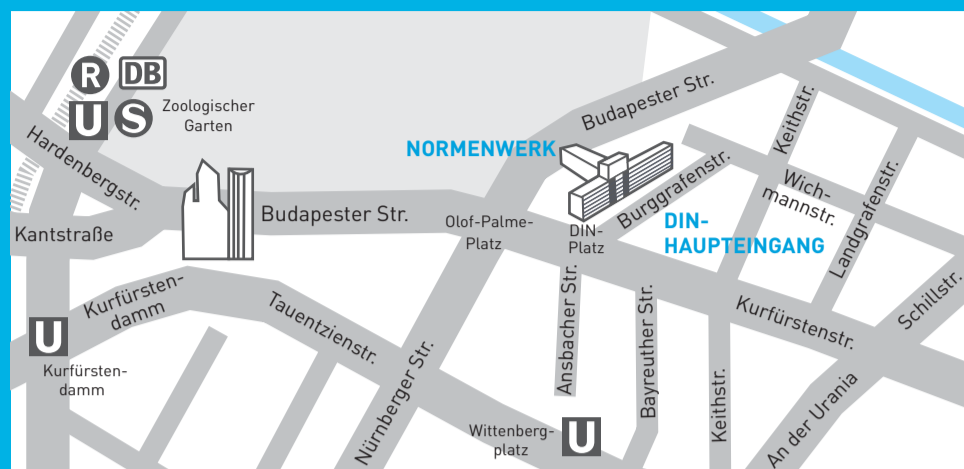 R
DB
U
S
Zoologischer
Garten
Hardenbergstr.
Kantstraße
Budapester Str.
Budapester Str.
NORMENWERK
Olof-Palme-
Platz
DIN-
Platz
DIN-
HAUPTEINGANG
Burggrafenstr.
Keithstr.
Wich-
mannstr.
Landgrafenstr.
Schillstr.
Kurfürstenstr.
Kurfürsten-
damm
Tauentzienstr.
U
Kurfürsten-
damm
Nürnberger Str.
Ansbacher Str.
Bayreuther Str.
Keithstr.
An der Urania
Wittenberg-
platz
U